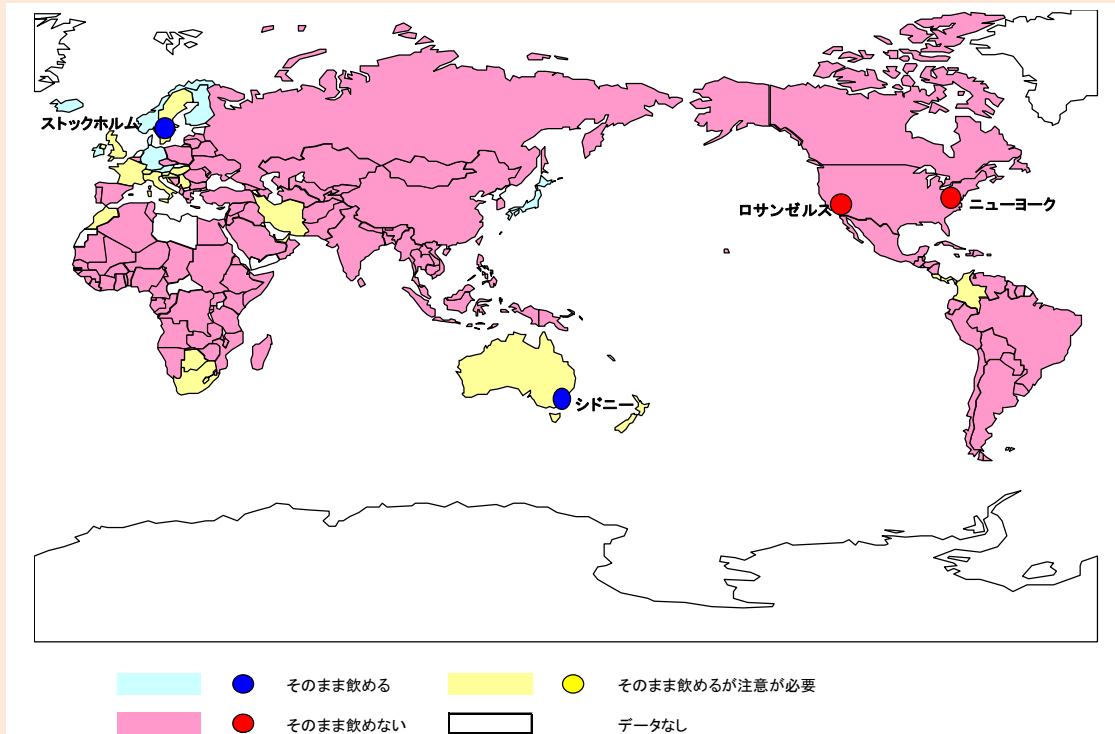 ストックホルム
ロサンゼルス
ニューヨーク
シドニー
そのまま飲める
そのまま飲めるが注意が必要
そのまま飲めない
データなし